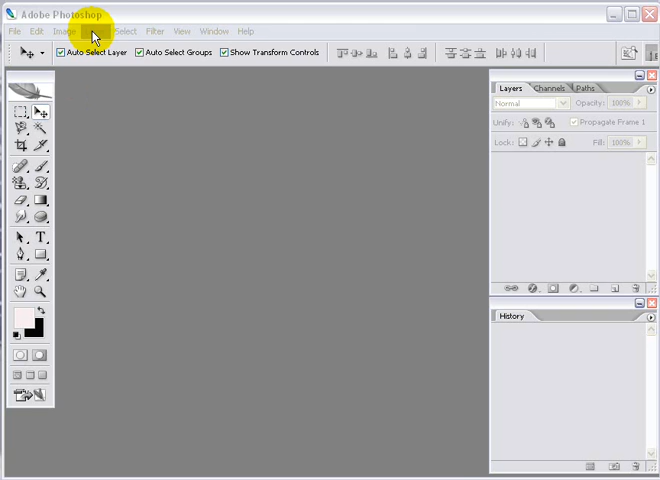 Adobe Photoshop
File Edit Image Select Filter View Window Help
Auto Select Layer Auto Select Groups Show Transform Controls
Layers Channels Paths
Normal Opacity: 100%
Unify: Propagate Frame 1
Lock: Fill: 100%
T
History